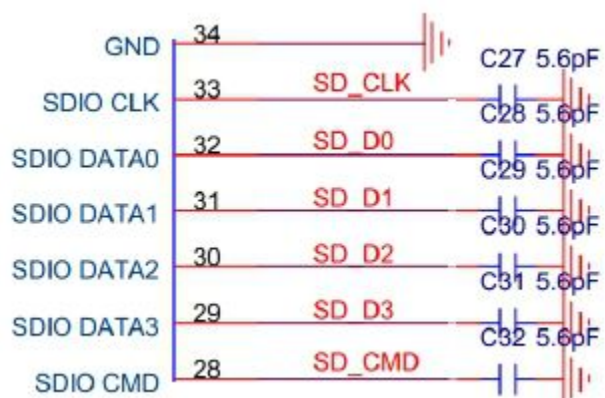 GND 34
C27 5.6pF
SDIO CLK 33 SD_CLK
C28 5.6pF
SDIO DATA0 32 SD_D0
C29 5.6pF
SDIO DATA1 31 SD_D1
C30 5.6pF
SDIO DATA2 30 SD_D2
C31 5.6pF
SDIO DATA3 29 SD_D3
C32 5.6pF
SDIO CMD 28 SD_CMD